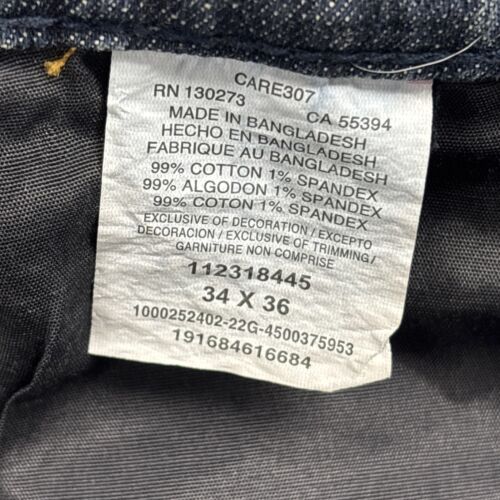 CARE307
RN 130273 CA 55394
MADE IN BANGLADESH
HECHO EN BANGLADESH
FABRIQUE AU BANGLADESH
99% COTTON 1% SPANDEX
99% ALGODON 1% SPANDEX
99% COTON 1% SPANDEX
EXCLUSIVE OF DECORATION / EXCEPTO
DECORACION / EXCLUSIVE OF TRIMMING/
GARNITURE NON COMPRISE
112318445
34 X 36
1000252402-22G-4500375953
191684616684